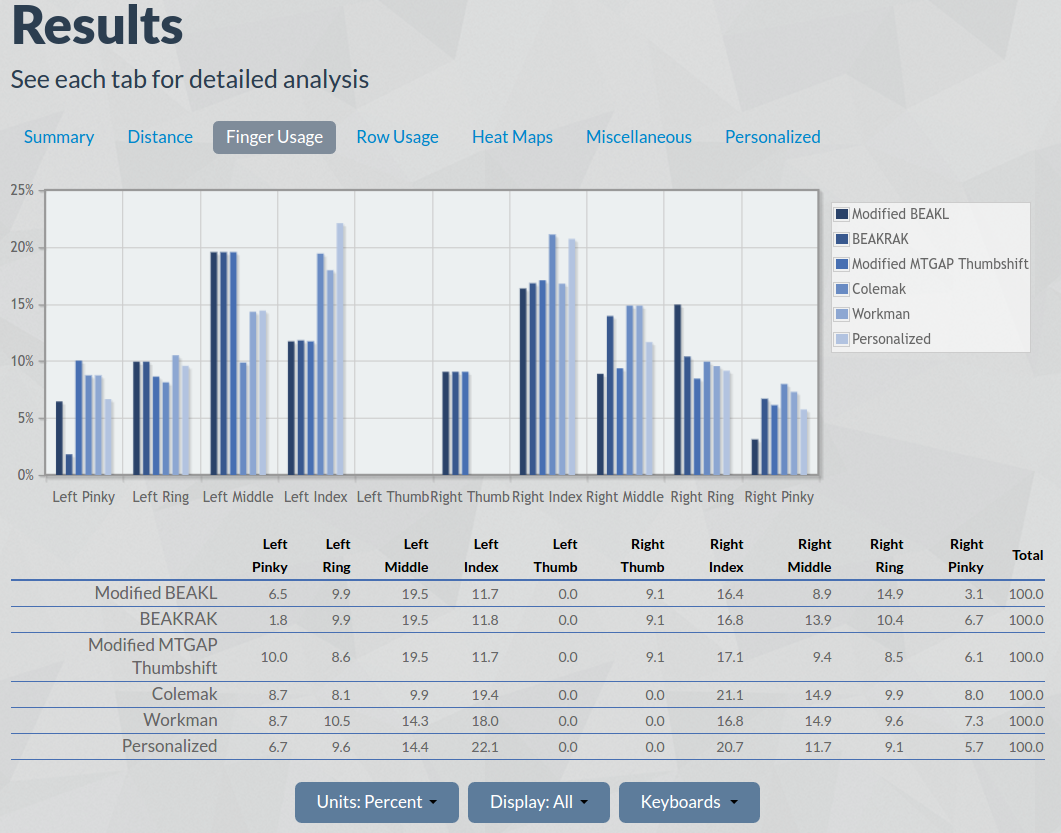 Results
See each tab for detailed analysis
Summary Distance Finger Usage Row Usage Heat Maps Miscellaneous Personalized
25%
20%
15%
10%
5%
0%
Left Pinky Left Ring Left Middle Left Index Left Thumb Right Thumb Right Index Right Middle Right Ring Right Pinky
Modified BEAKL
BEAKRAK
Modified MTGAP Thumbshift
Colemak
Workman
Personalized
Left Pinky Left Ring Left Middle Left Index Left Thumb Right Thumb Right Index Right Middle Right Ring Right Pinky Total
Modified BEAKL 6.5 9.9 19.5 11.7 0.0 9.1 16.4 8.9 14.9 3.1 100.0
BEAKRAK 1.8 9.9 19.5 11.8 0.0 9.1 16.8 13.9 10.4 6.7 100.0
Modified MTGAP Thumbshift 10.0 8.6 19.5 11.7 0.0 9.1 17.1 9.4 8.5 6.1 100.0
Colemak 8.7 8.1 9.9 19.4 0.0 0.0 21.1 14.9 9.9 8.0 100.0
Workman 8.7 10.5 14.3 18.0 0.0 0.0 16.8 14.9 9.6 7.3 100.0
Personalized 6.7 9.6 14.4 22.1 0.0 0.0 20.7 11.7 9.1 5.7 100.0
Units: Percent Display: All Keyboards